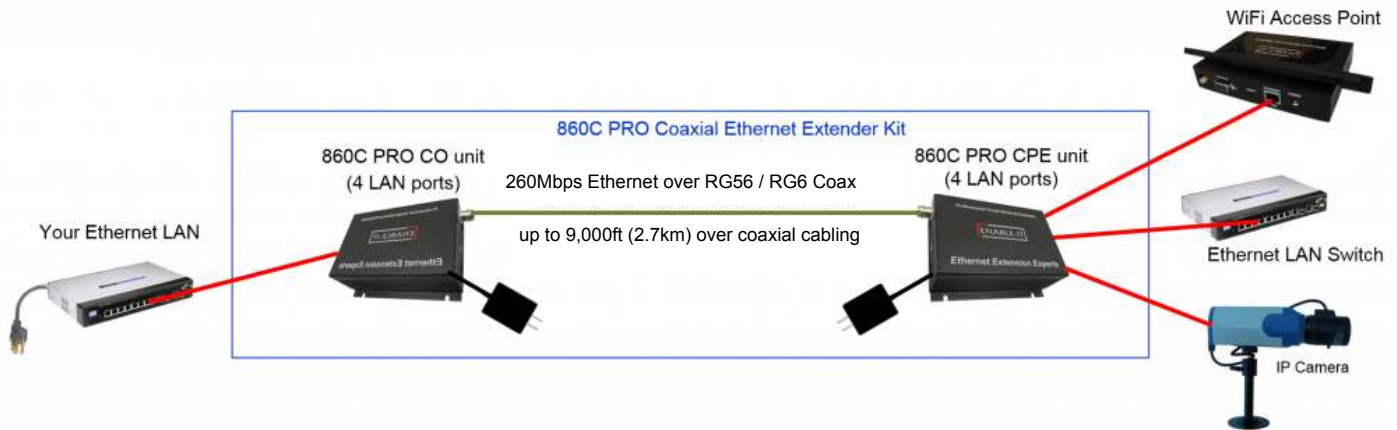 WiFi Access Point
860C PRO Coaxial Ethernet Extender Kit
860C PRO CO unit
(4 LAN ports)
860C PRO CPE unit
(4 LAN ports)
260Mbps Ethernet over RG56 / RG6 Coax
up to 9,000ft (2.7km) over coaxial cabling
Your Ethernet LAN
Ethernet LAN Switch
ENABLE-IT
Ethernet Extension Experts
Ethernet Extension Experts
IP Camera